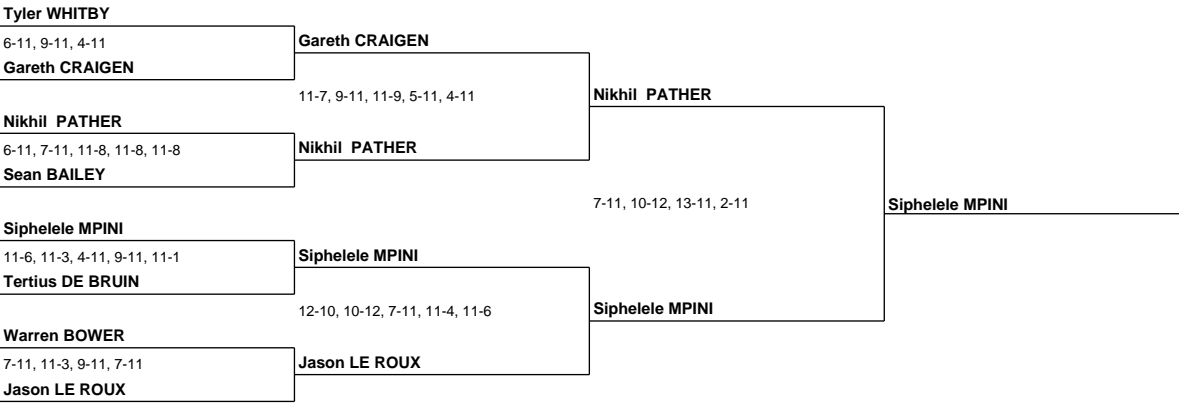 Tyler WHITBY
6-11, 9-11, 4-11
Gareth CRAIGEN
Gareth CRAIGEN
11-7, 9-11, 11-9, 5-11, 4-11
Nikhil PATHER
Nikhil PATHER
6-11, 7-11, 11-8, 11-8, 11-8
Sean BAILEY
Nikhil PATHER
7-11, 10-12, 13-11, 2-11
Siphelele MPINI
Siphelele MPINI
11-6, 11-3, 4-11, 9-11, 11-1
Tertius DE BRUIN
Siphelele MPINI
12-10, 10-12, 7-11, 11-4, 11-6
Siphelele MPINI
Warren BOWER
7-11, 11-3, 9-11, 7-11
Jason LE ROUX
Jason LE ROUX